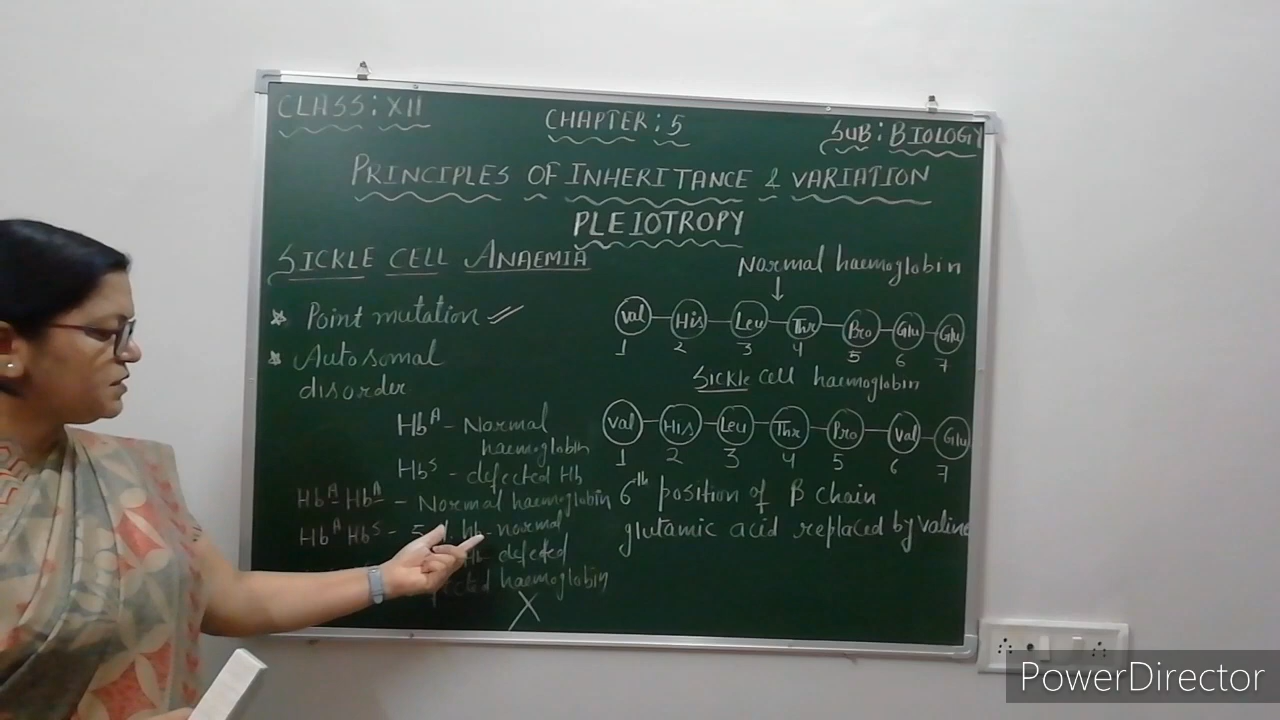 CLASS: XII
CHAPTER: 5
SUB: BIOLOGY
PRINCIPLES OF INHERITANCE & VARIATION
PLEIOTROPY
SICKLE CELL ANAEMIA
Point mutation
Autosomal
disorder
Hb^A - Normal
haemoglobin
Hb^S - defected Hb
Hb^A Hb^A - Normal haemoglobin
Hb^A Hb^S - Hb - normal
Hb defected
haemoglobin
X
Normal haemoglobin
↓
Val - His - Leu - Thr - Pro - Glu - Glu
1 2 3 4 5 6 7
Sickle cell haemoglobin
Val - His - Leu - Thr - Pro - Val - Glu
1 2 3 4 5 6 7
6th position of B chain
glutamic acid replaced by valine
PowerDirector